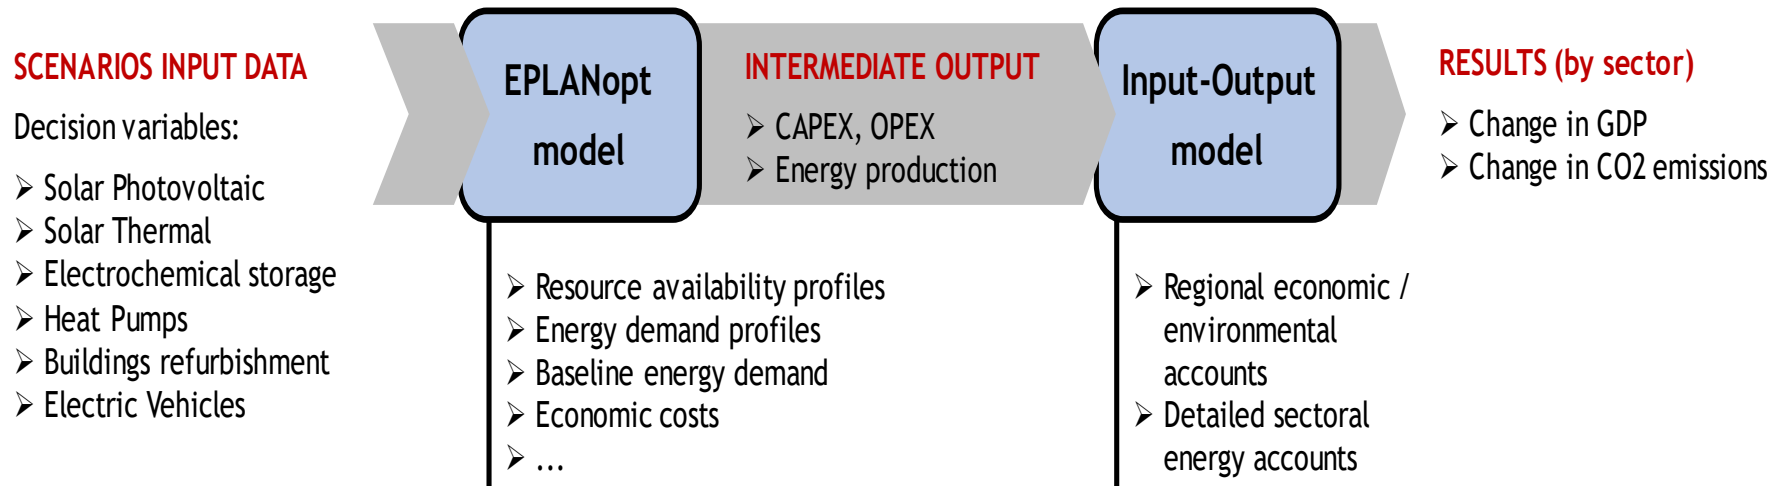 SCENARIOS INPUT DATA
Decision variables:
➢ Solar Photovoltaic
➢ Solar Thermal
➢ Electrochemical storage
➢ Heat Pumps
➢ Buildings refurbishment
➢ Electric Vehicles
EPLANopt
model
➢ Resource availability profiles
➢ Energy demand profiles
➢ Baseline energy demand
➢ Economic costs
➢ ...
INTERMEDIATE OUTPUT
➢ CAPEX, OPEX
➢ Energy production
Input-Output
model
➢ Regional economic /
environmental
accounts
➢ Detailed sectoral
energy accounts
RESULTS (by sector)
➢ Change in GDP
➢ Change in CO2 emissions